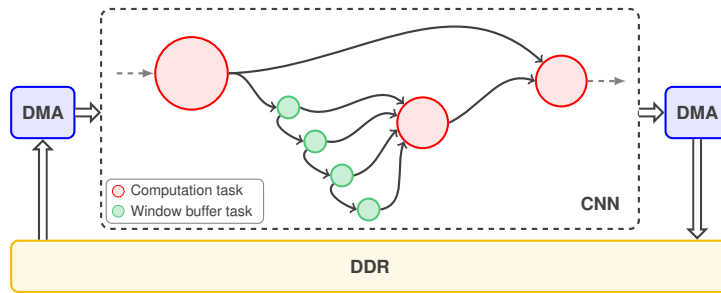 DMA
DMA
Computation task
Window buffer task
CNN
DDR